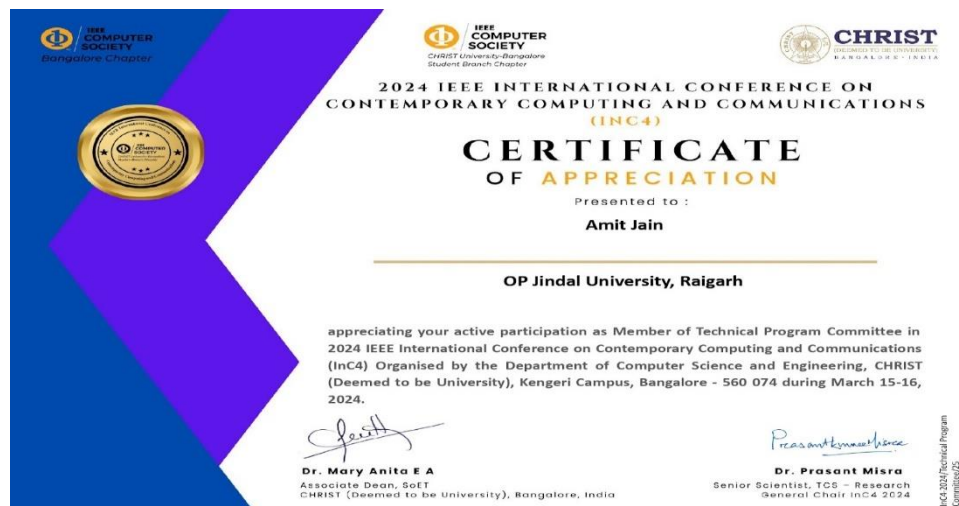 IEEE
COMPUTER
SOCIETY
Bangalore Chapter
IEEE
COMPUTER
SOCIETY
CHRIST University-Bangalore
Student Branch Chapter
CHRIST
(DEEMED TO BE UNIVERSITY)
BANGALORE · INDIA
2024 IEEE INTERNATIONAL CONFERENCE ON
CONTEMPORARY COMPUTING AND COMMUNICATIONS
(INC4)
CERTIFICATE
OF APPRECIATION
Presented to :
Amit Jain
OP Jindal University, Raigarh
appreciating your active participation as Member of Technical Program Committee in
2024 IEEE International Conference on Contemporary Computing and Communications
(InC4) Organised by the Department of Computer Science and Engineering, CHRIST
(Deemed to be University), Kengeri Campus, Bangalore - 560 074 during March 15-16,
2024.
Dr. Mary Anita E A
Associate Dean, SoET
CHRIST (Deemed to be University), Bangalore, India
Dr. Prasant Misra
Senior Scientist, TCS – Research
General Chair InC4 2024
InC4 2024/Technical Program
Committee/25
IEEE
COMPUTER
SOCIETY